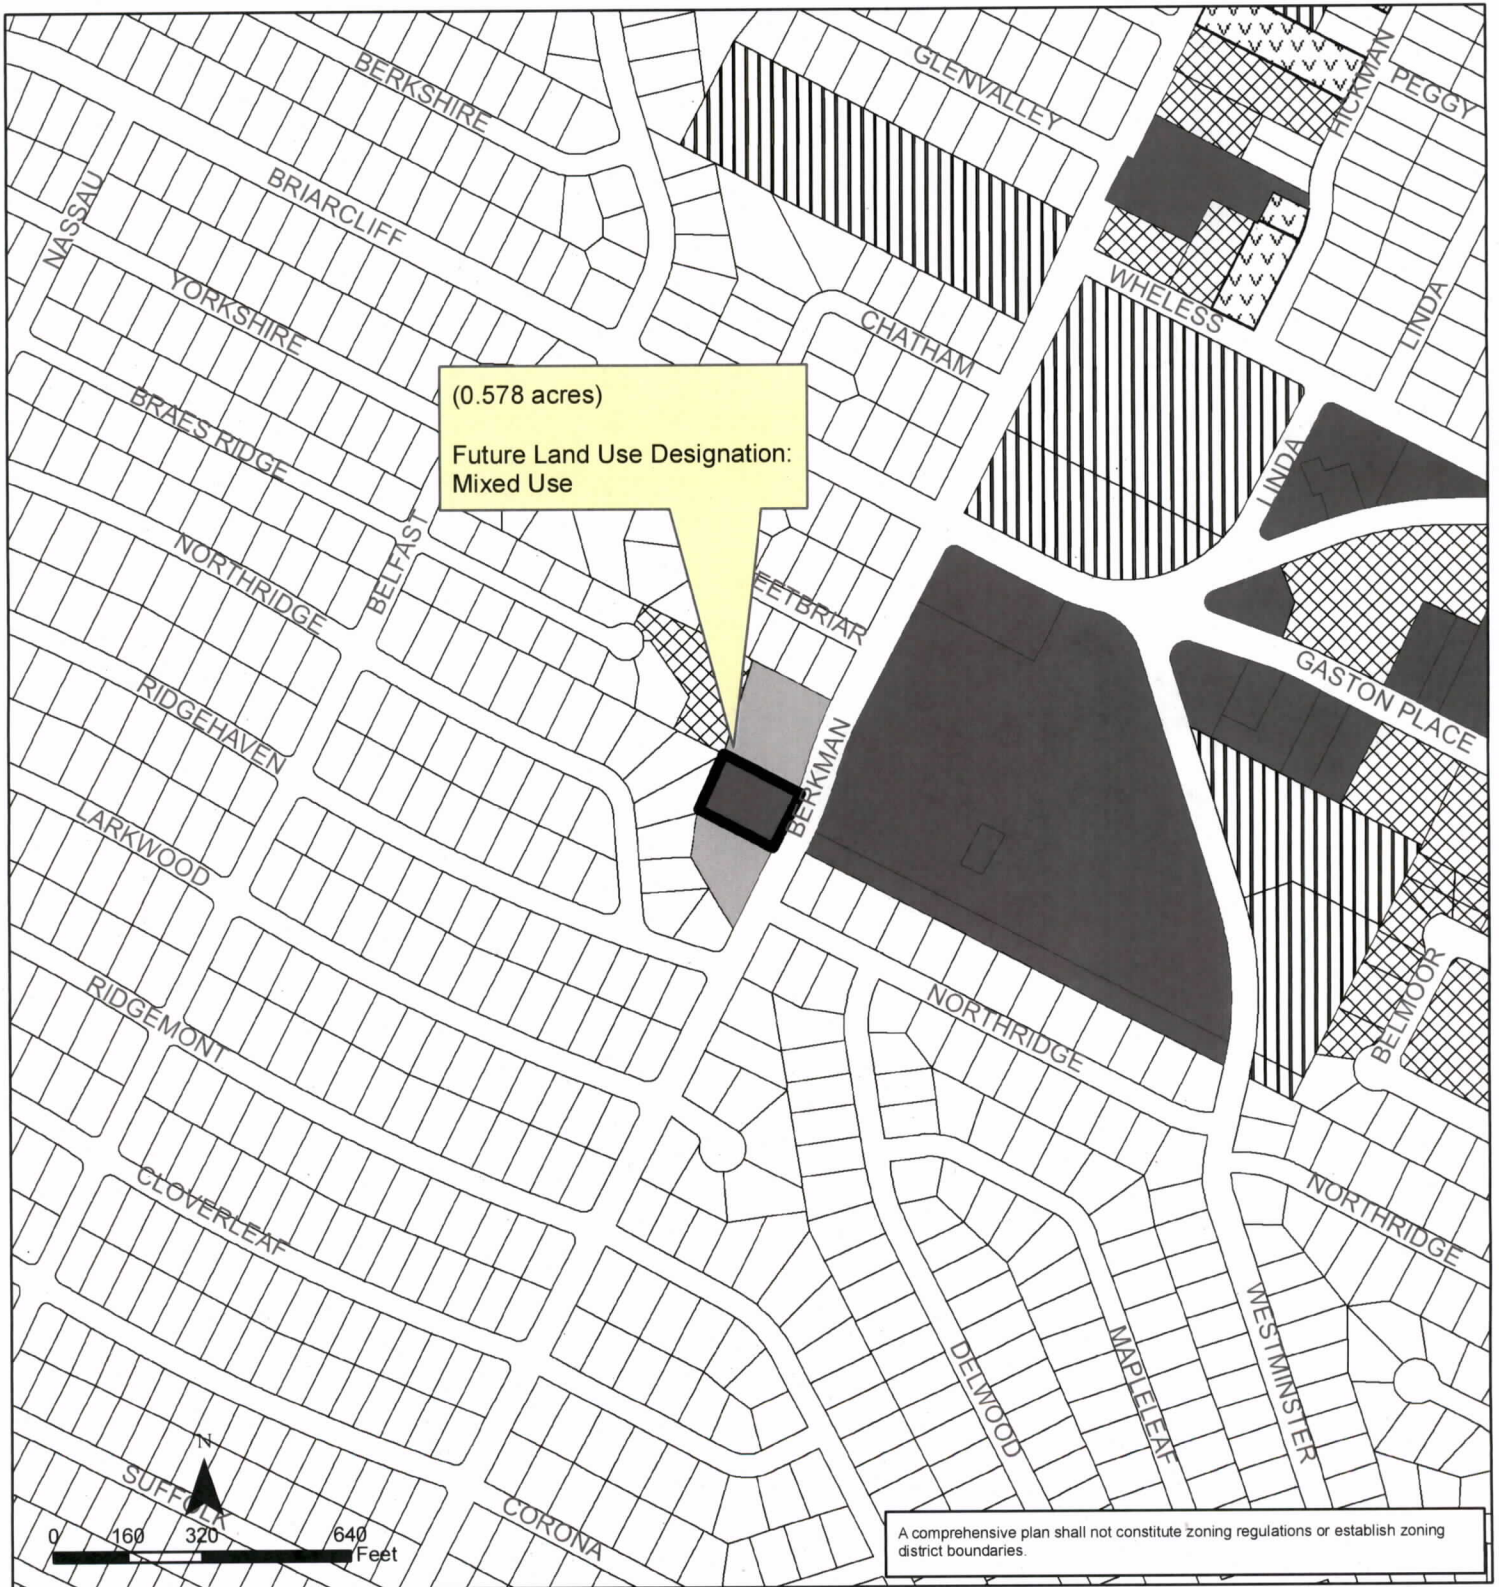 GLENVALLEY
HICKMAN
PEGGY
BERKSHIRE
BRIARCLIFF
NASSAU
YORKSHIRE
WHELESS
LINDA
CHATHAM
(0.578 acres)
Future Land Use Designation:
Mixed Use
BRAES RIDGE
LINDA
BELFAST
NORTHRIDGE
EETBRIAR
GASTON PLACE
RIDGEHAVEN
BERKMAN
LARKWOOD
BELMOOR
RIDGEMONT
NORTHRIDGE
CLOVERLEAF
NORTHRIDGE
WESTMINSTER
MAPLELEAF
DELWOOD
N
SUFFOLK
CORONA
0 160 320 640
Feet
A comprehensive plan shall not constitute zoning regulations or establish zoning
district boundaries.